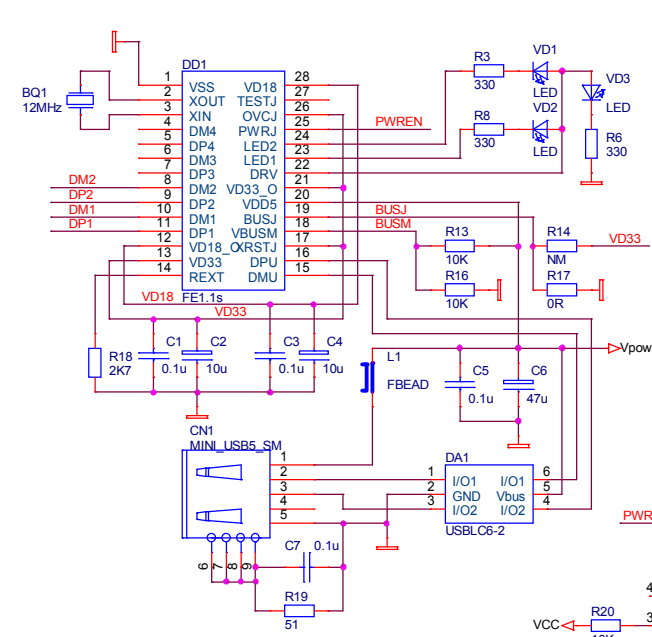 DD1
1 VSS VD18 28
2 XOUT TESTJ 27
3 XIN OVCJ 26
4 DM4 PWRJ 25
5 DP4 LED2 24
6 DM3 LED1 23
7 DP3 DRV 22
8 DM2 VD33_O 21
9 DP2 VDD5 20
10 DM1 BUSJ 19
11 DP1 VBUSM 18
12 VD18_O XRSTJ 17
13 VD33 DPU 16
14 REXT DMU 15
FE1.1s
BQ1
12MHz
DM2
DP2
DM1
DP1
PWREN
BUSJ
BUSM
R3
330
VD1
LED
R8
330
VD2
LED
VD3
LED
R6
330
R13
10K
R16
10K
R14
NM
VD33
R17
0R
VD18
VD33
R18
2K7
C1
0.1u
C2
10u
C3
0.1u
C4
10u
L1
FBEAD
C5
0.1u
C6
47u
Vpow
CN1
MINI_USB5_SM
1
2
3
4
5
6
7
8
9
DA1
1 I/O1 I/O1 6
2 GND Vbus 5
3 I/O2 I/O2 4
USBLC6-2
C7 0.1u
R19
51
PWR
4
VCC
R20
3